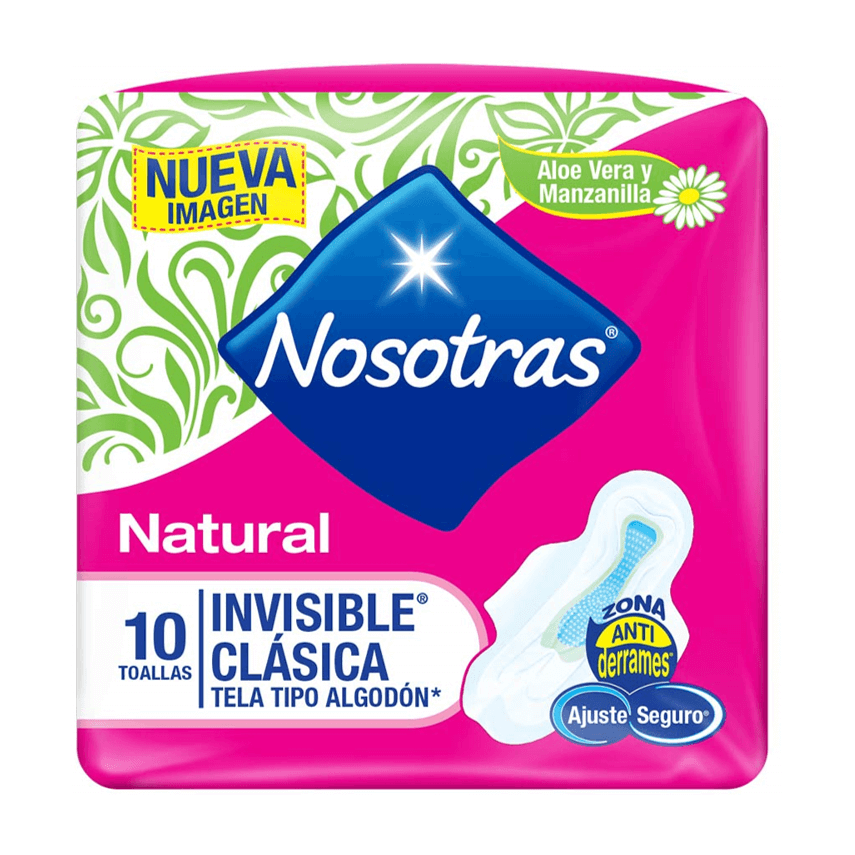 NUEVA
IMAGEN
Aloe Vera y
Manzanilla
Nosotras®
Natural
10
TOALLAS
INVISIBLE®
CLÁSICA
TELA TIPO ALGODÓN*
ZONA
ANTI
derrames
Ajuste Seguro®